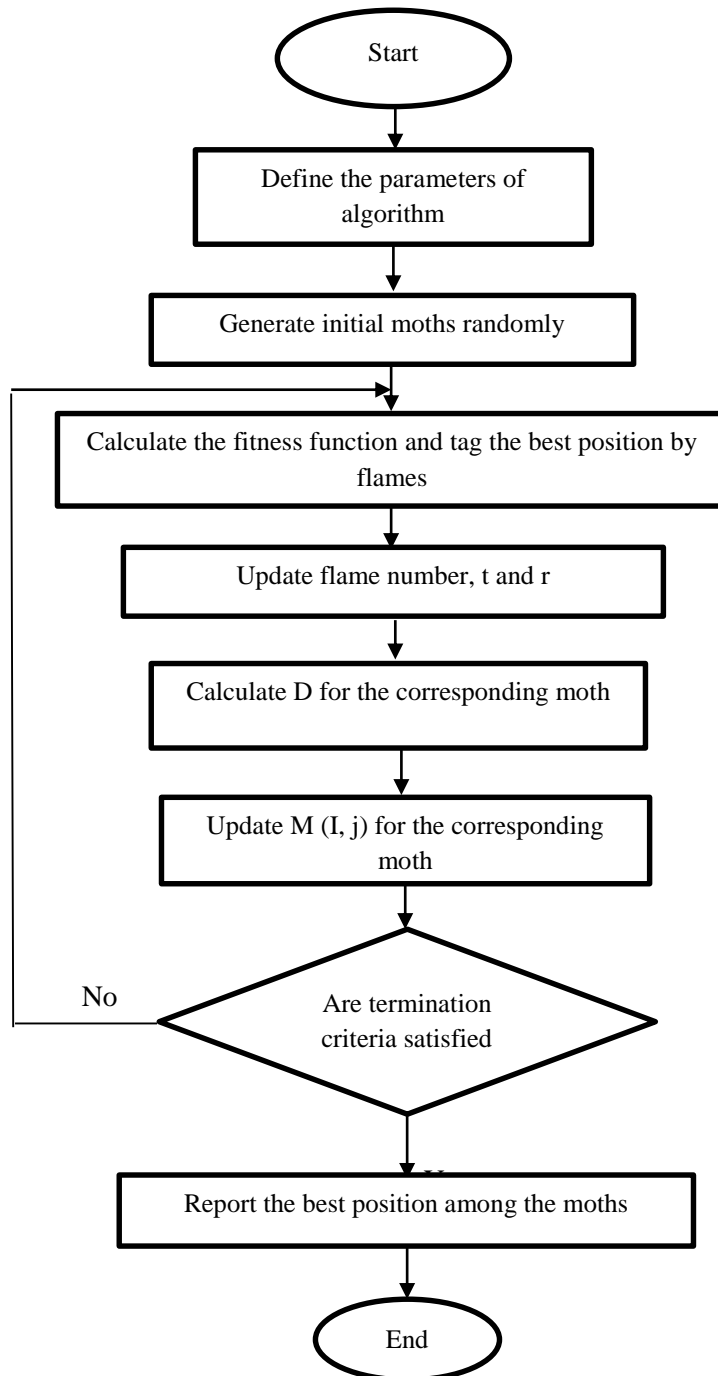 Start
Define the parameters of
algorithm
Generate initial moths randomly
Calculate the fitness function and tag the best position by
flames
Update flame number, t and r
Calculate D for the corresponding moth
Update M (I, j) for the corresponding
moth
No
Are termination
criteria satisfied
Report the best position among the moths
End